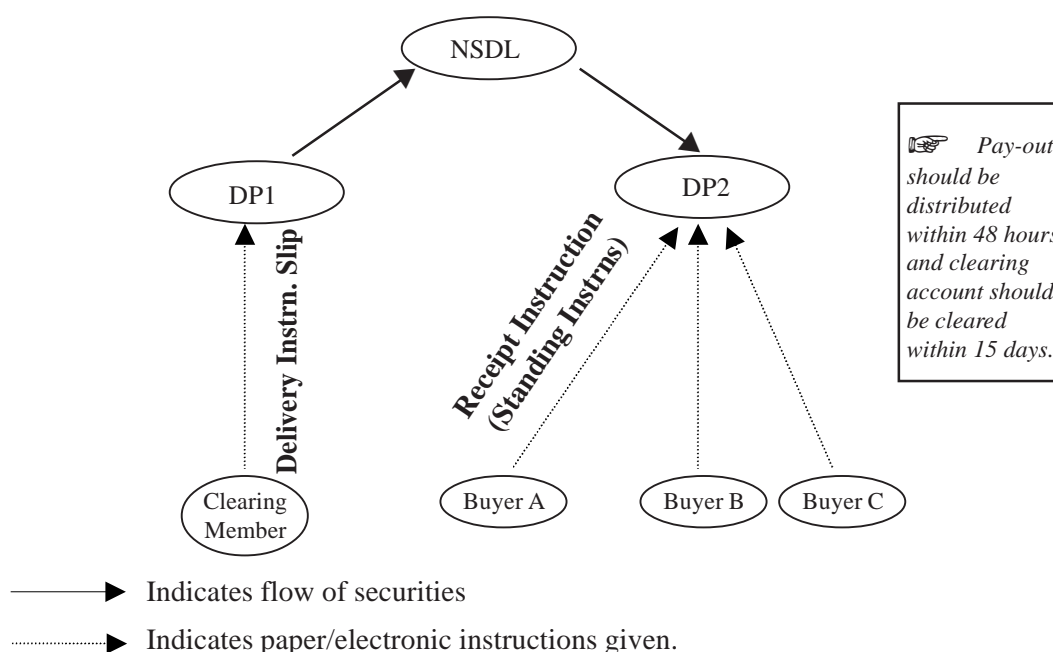 NSDL
DP1
DP2
☞ Pay-out
should be
distributed
within 48 hours
and clearing
account should
be cleared
within 15 days.
Delivery Instrn. Slip
Receipt Instruction
(Standing Instrns)
Clearing
Member
Buyer A
Buyer B
Buyer C
Indicates flow of securities
Indicates paper/electronic instructions given.